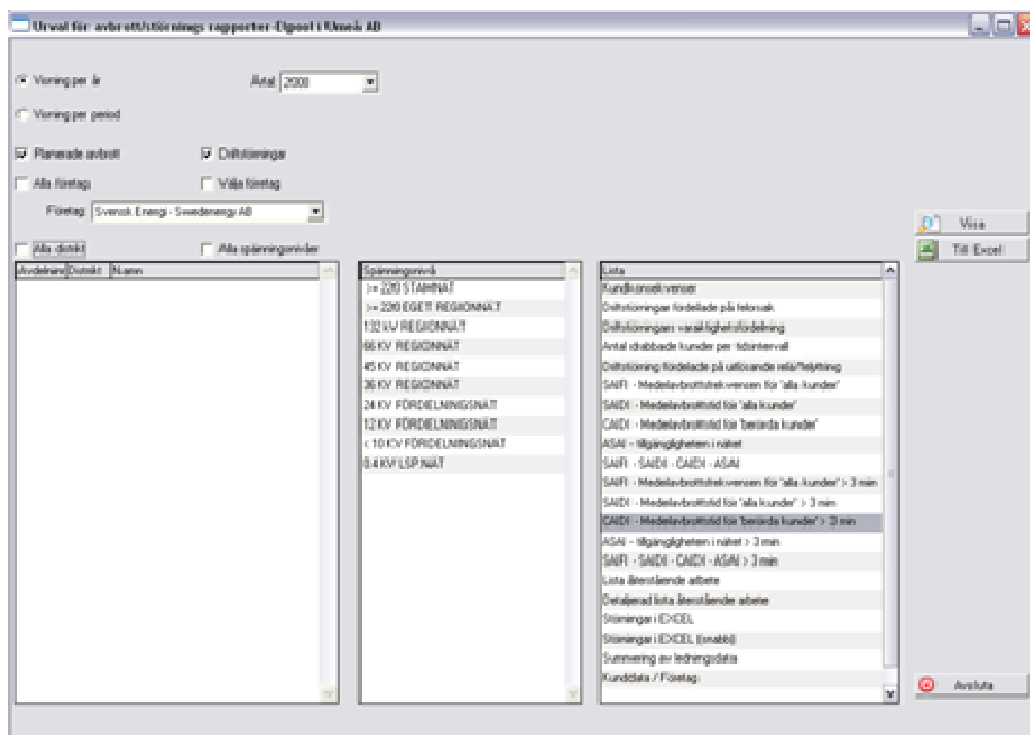 Urval för avbrott/störnings rapporter-Elpool i Umeå AB
Visning per år
Årtal 2008
Visning per period
Planerade avbrott
Driftstörningar
Alla företag
Välja företag
Företag Svensk Energi - Swedenergy AB
Alla distrikt
Alla spänningsnivåer
Visa
Till Excel
Avdelning Distrikt Namn
Spänningsnivå
>= 220 STAMNÄT
>= 220 EGET REGIONNÄT
132 KV REGIONNÄT
66 KV REGIONNÄT
45 KV REGIONNÄT
36 KV REGIONNÄT
24 KV FÖRDELNINGSNÄT
12 KV FÖRDELNINGSNÄT
< 10 KV FÖRDELNINGSNÄT
0.4 KV LSP.NÄT
Lista
Kundkonsekvenser
Driftstörningar fördelade på felorsak
Driftstörningars varaktighetsfördelning
Antal drabbade kunder per tidsintervall
Driftstörning fördelade på utlösande relä/
SAIFI - Medelavbrottsfrekvensen för "alla kunder"
SAIDI - Medelavbrottstid för "alla kunder"
CAIDI - Medelavbrottstid för "berörda kunder"
ASAI - tillgängligheten i nätet
SAIFI - SAIDI - CAIDI - ASAI
SAIFI - Medelavbrottsfrekvensen för "alla kunder" > 3 min
SAIDI - Medelavbrottstid för "alla kunder" > 3 min
CAIDI - Medelavbrottstid för "berörda kunder" > 3 min
ASAI - tillgängligheten i nätet > 3 min
SAIFI - SAIDI - CAIDI - ASAI > 3 min
Lista återstående arbete
Detaljerad lista återstående arbete
Störningar i EXCEL
Störningar i EXCEL (snabb)
Summering av ledningsdata
Kunddata / Företag
Avsluta